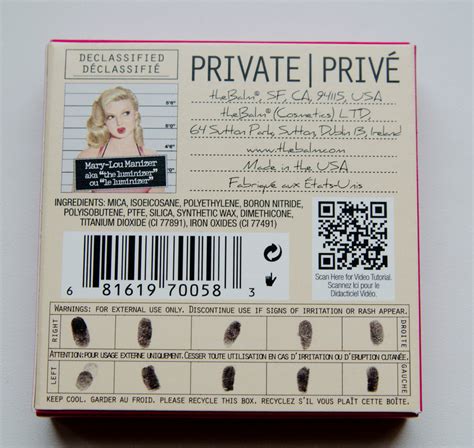 DECLASSIFIED
DÉCLASSIFIÉ
PRIVATE | PRIVÉ
theBalm®, SF, CA, 94115, USA
theBalm® (Cosmetics) LTD,
64 Sutton Park, Sutton, Dublin 13, Ireland
www.thebalm.com
Made in the USA
Fabriqué aux États-Unis
Mary-Lou Manizer
aka "the luminizer"
ou "le luminizer"
INGREDIENTS: MICA, ISOEICOSANE, POLYETHYLENE, BORON NITRIDE,
POLYISOBUTENE, PTFE, SILICA, SYNTHETIC WAX, DIMETHICONE,
TITANIUM DIOXIDE (CI 77891), IRON OXIDES (CI 77491)
6 81619 70058 3
Scan Here for Video Tutorial.
Scannez Ici pour le
Didacticiel Vidéo.
WARNINGS: FOR EXTERNAL USE ONLY. DISCONTINUE USE IF SIGNS OF IRRITATION OR RASH APPEAR.
RIGHT
DROITE
ATTENTION: POUR USAGE EXTERNE UNIQUEMENT. CESSER TOUTE UTILISATION EN CAS D'IRRITATION OU D'ERUPTION CUTANÉE.
LEFT
GAUCHE
KEEP COOL. GARDER AU FROID. PLEASE RECYCLE THIS BOX. RECYCLEZ S'IL VOUS PLAÎT CETTE BOÎTE.